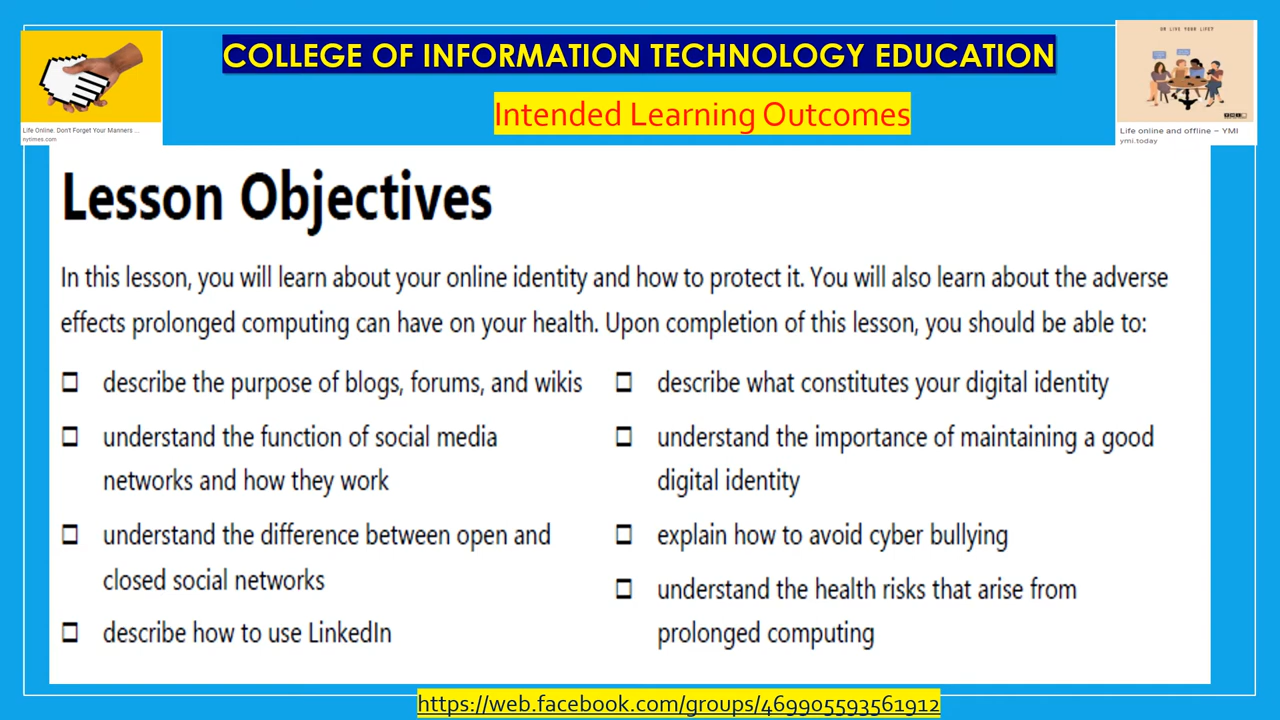 COLLEGE OF INFORMATION TECHNOLOGY EDUCATION
Intended Learning Outcomes
Life Online. Don't Forget Your Manners ...
nytimes.com
OR LIVE YOUR LIFE?
Life online and offline – YMI
ymi.today
Lesson Objectives
In this lesson, you will learn about your online identity and how to protect it. You will also learn about the adverse
effects prolonged computing can have on your health. Upon completion of this lesson, you should be able to:
describe the purpose of blogs, forums, and wikis
understand the function of social media
networks and how they work
understand the difference between open and
closed social networks
describe how to use LinkedIn
describe what constitutes your digital identity
understand the importance of maintaining a good
digital identity
explain how to avoid cyber bullying
understand the health risks that arise from
prolonged computing
https://web.facebook.com/groups/469905593561912